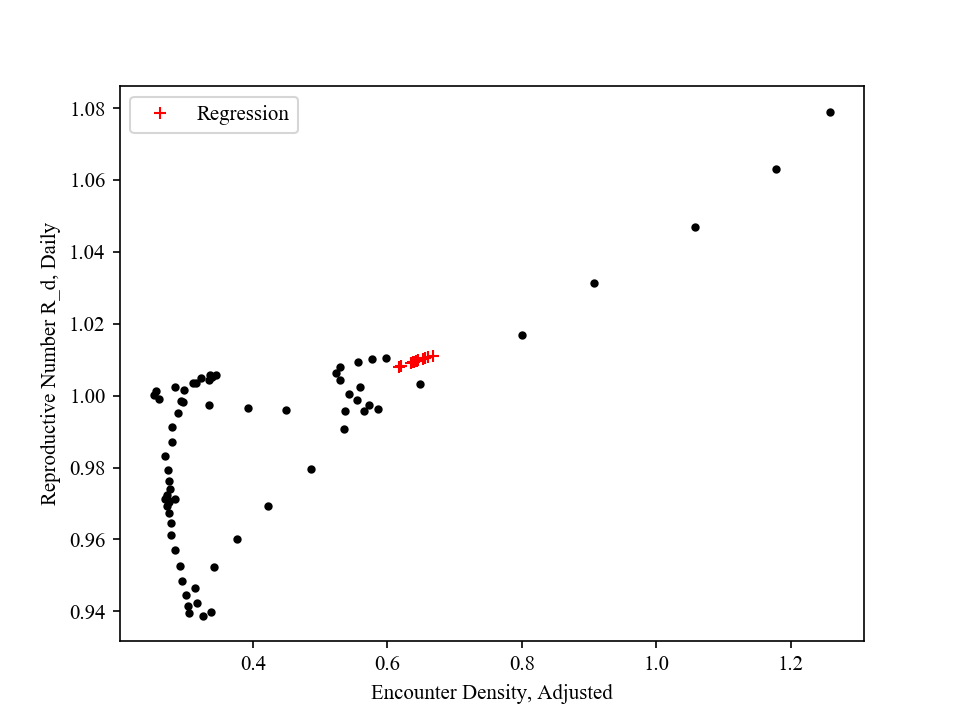 Regression
1.08
1.06
1.04
1.02
1.00
0.98
0.96
0.94
Reproductive Number R_d, Daily
0.4 0.6 0.8 1.0 1.2
Encounter Density, Adjusted